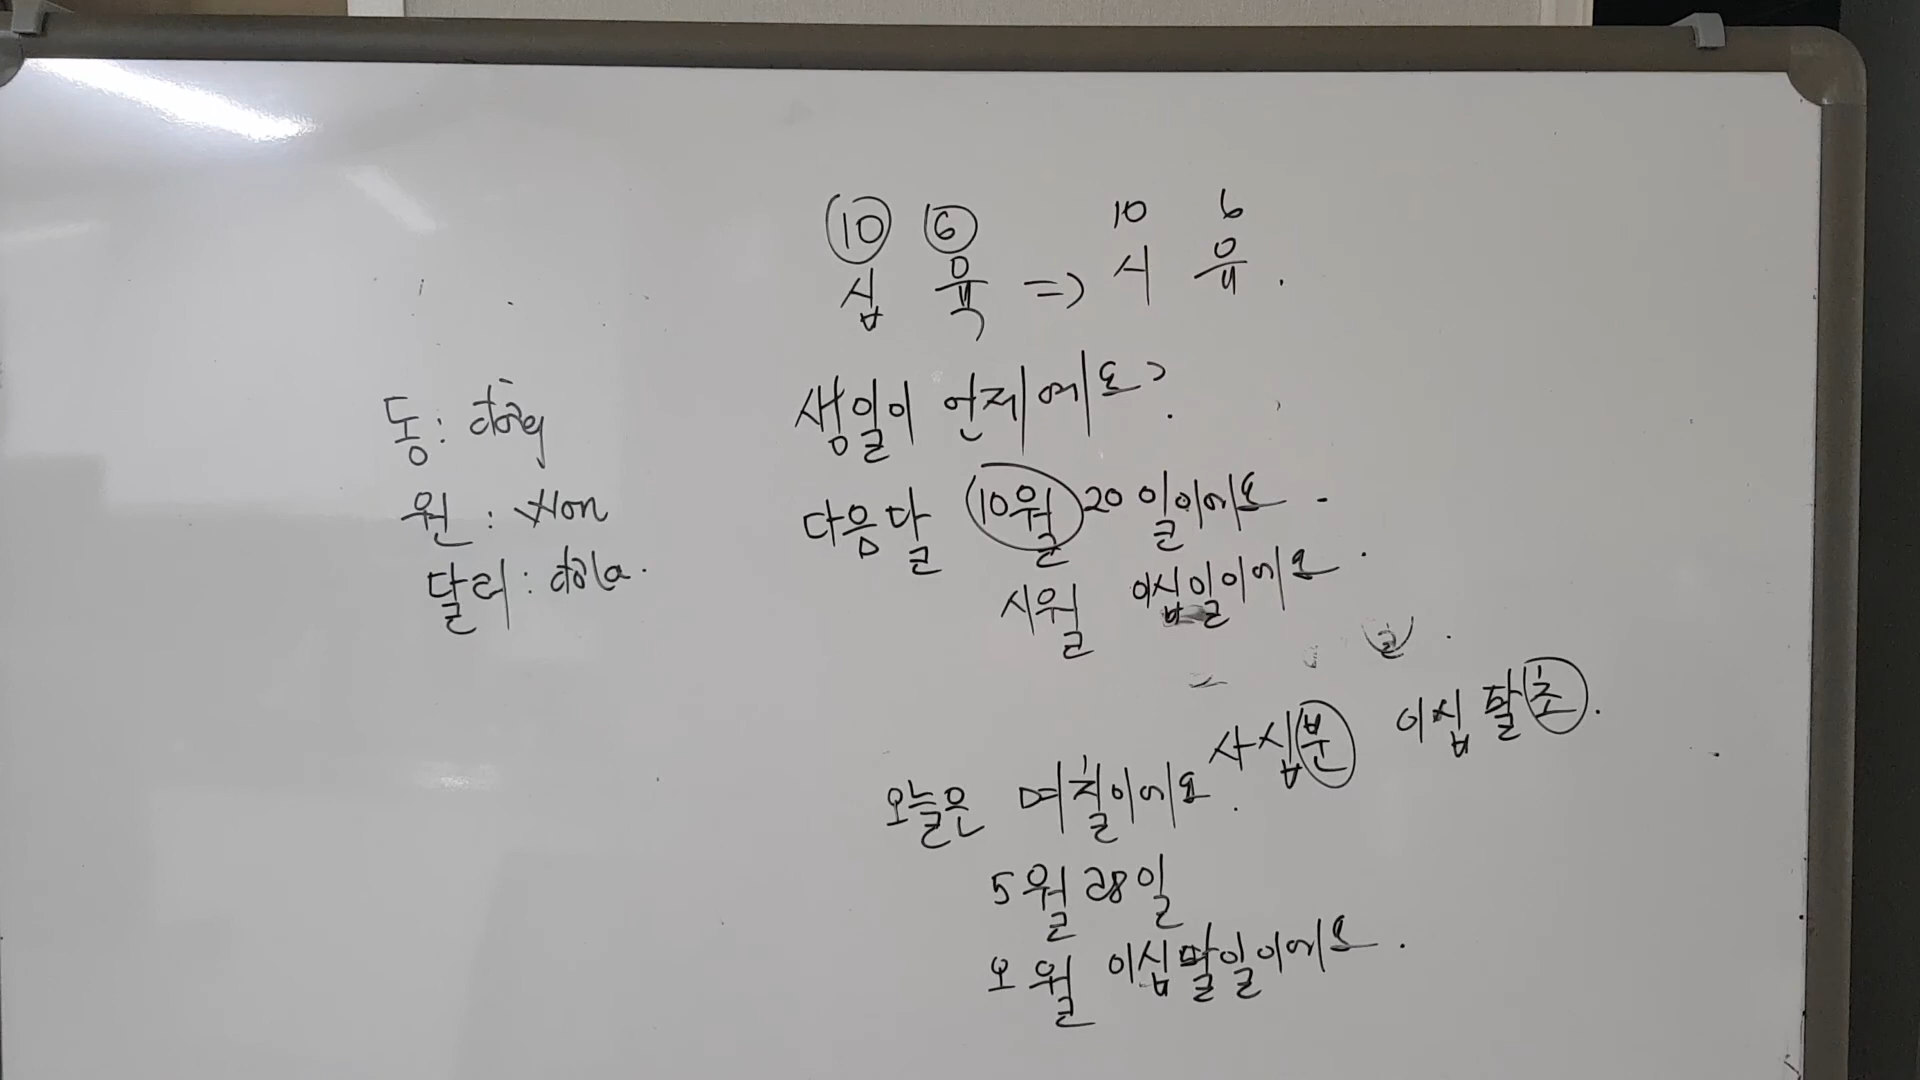 10 6 10 6
십 육 => 시 유.
동: đồng
원: won
달러: đôla.
생일이 언제예요?
다음달 10월 20일이에요.
시월 이십일이에요.
사십분 이십팔초.
오늘은 며칠이에요.
5월 28일
오월 이십팔일이에요.